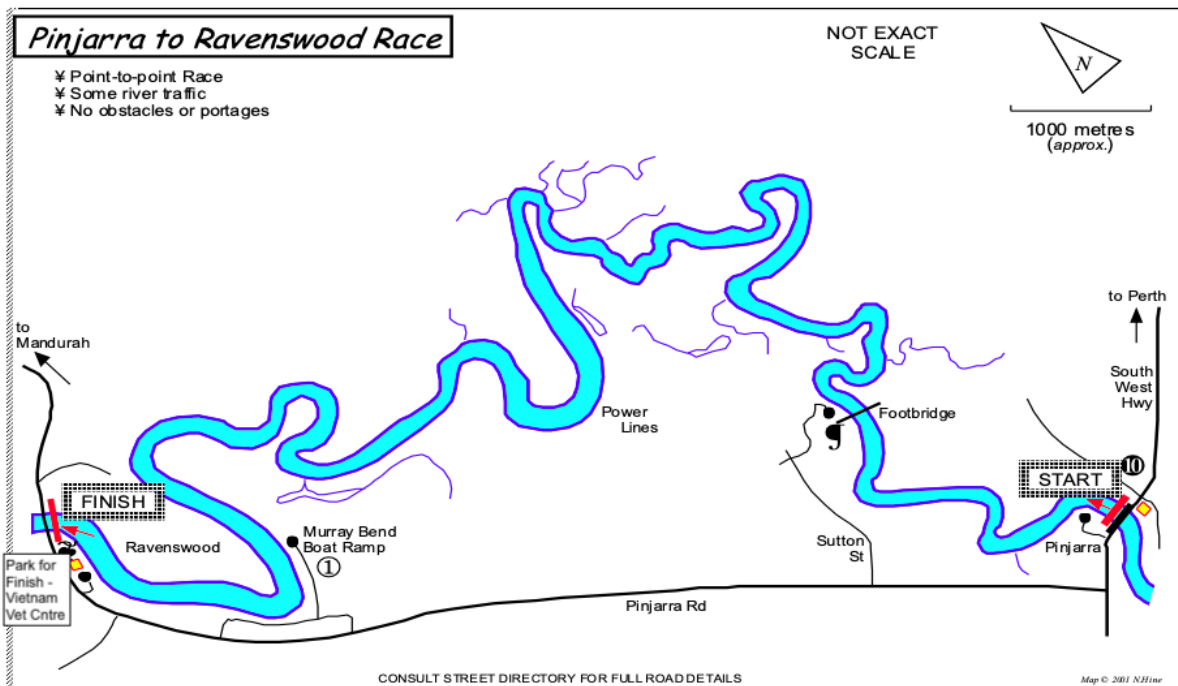 Pinjarra to Ravenswood Race
¥ Point-to-point Race
¥ Some river traffic
¥ No obstacles or portages
NOT EXACT
SCALE
N
1000 metres
(approx.)
to Perth
South
West
Hwy
to
Mandurah
Power
Lines
Footbridge
START
10
FINISH
Murray Bend
Boat Ramp
1
Ravenswood
Sutton
St
Pinjarra
Park for
Finish -
Vietnam
Vet Cntre
Pinjarra Rd
CONSULT STREET DIRECTORY FOR FULL ROAD DETAILS
Map © 2001 N.Hine